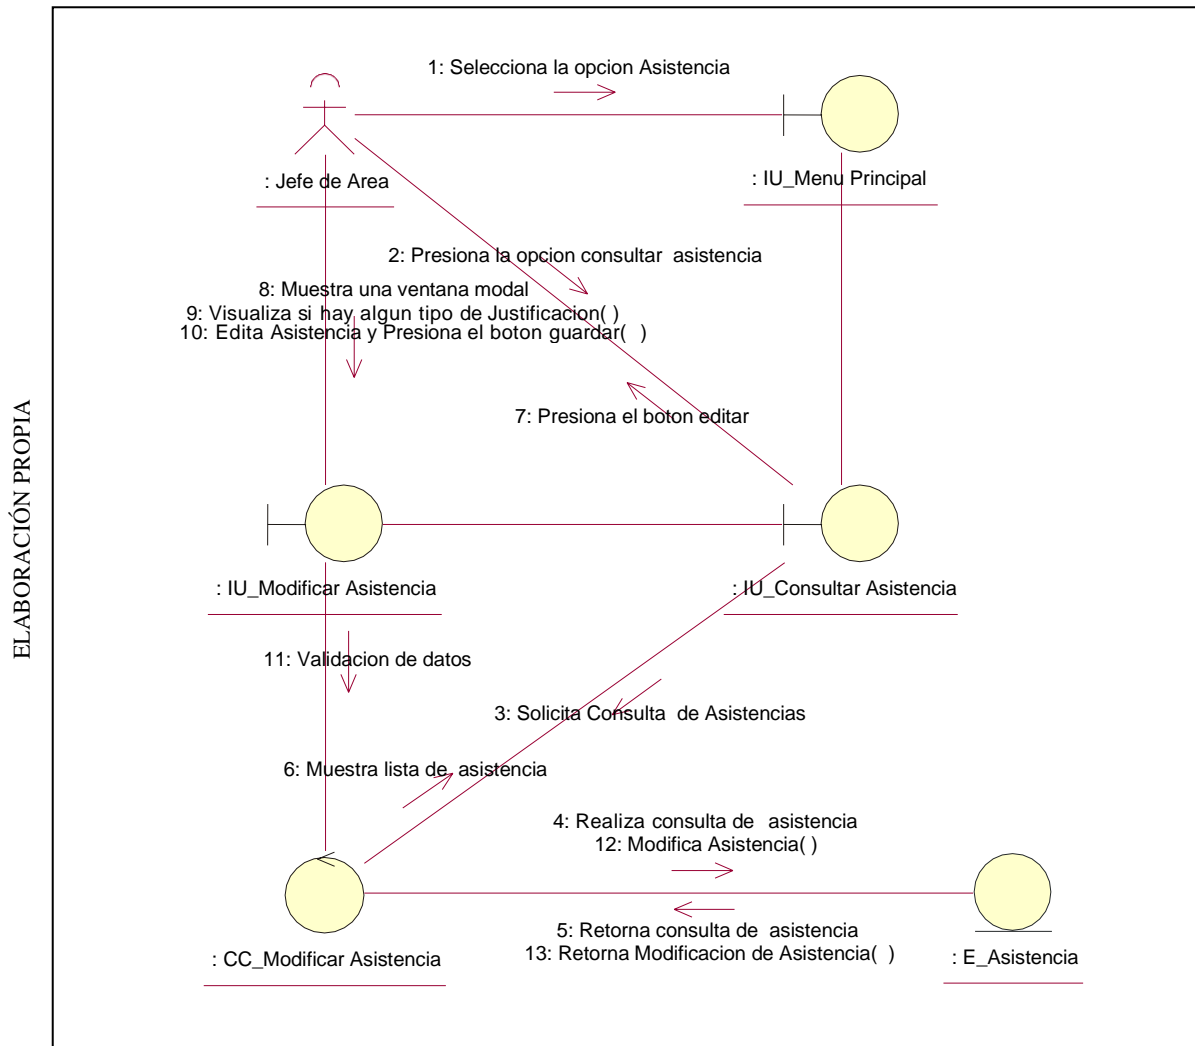 1: Selecciona la opcion Asistencia
: Jefe de Area
: IU_Menu Principal
2: Presiona la opcion consultar asistencia
8: Muestra una ventana modal
9: Visualiza si hay algun tipo de Justificacion( )
10: Edita Asistencia y Presiona el boton guardar( )
7: Presiona el boton editar
ELABORACIÓN PROPIA
: IU_Modificar Asistencia
: IU_Consultar Asistencia
11: Validacion de datos
3: Solicita Consulta de Asistencias
6: Muestra lista de asistencia
4: Realiza consulta de asistencia
12: Modifica Asistencia( )
5: Retorna consulta de asistencia
13: Retorna Modificacion de Asistencia( )
: CC_Modificar Asistencia
: E_Asistencia